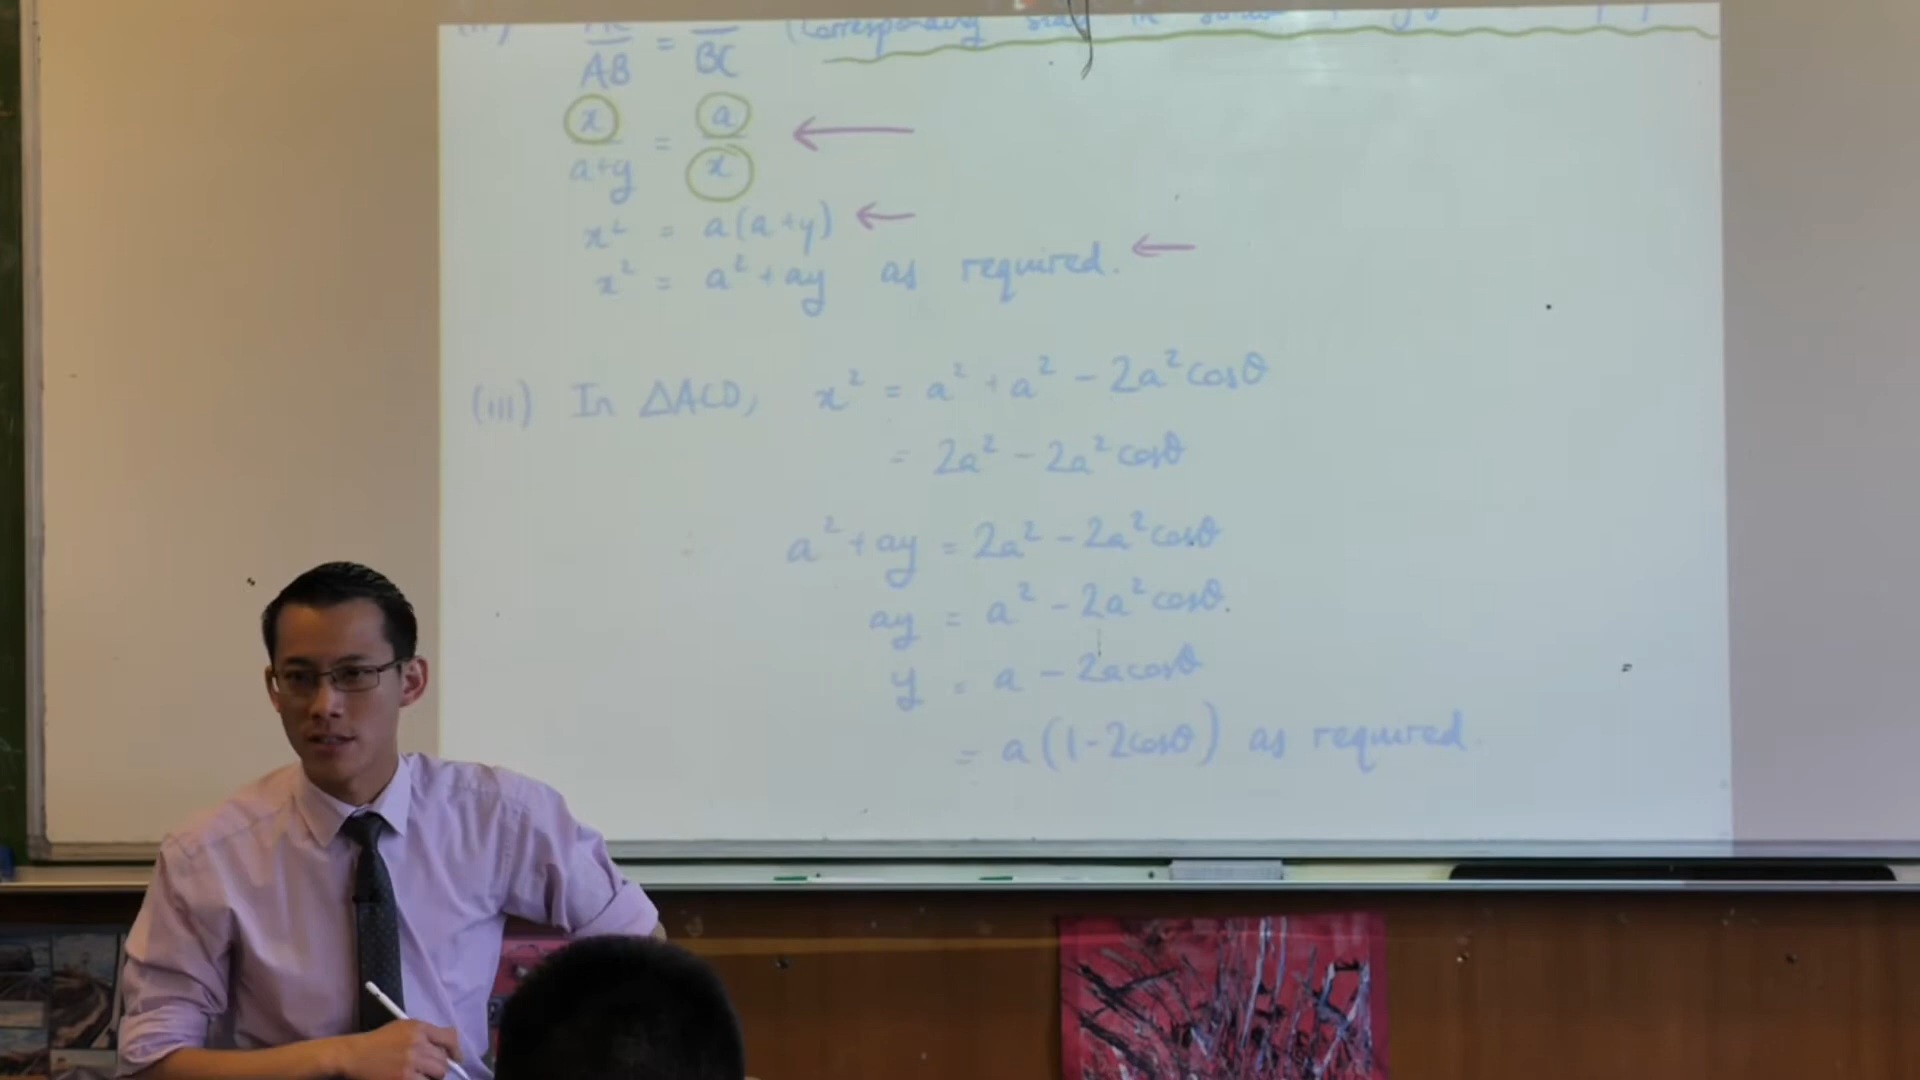 (Corresponding
AB = BC
x = a
a+y x
x² = a(a+y)
x² = a² + ay as required.
(iii) In ΔACD, x² = a² + a² - 2a²cosθ
= 2a² - 2a²cosθ
a² + ay = 2a² - 2a²cosθ
ay = a² - 2a²cosθ
y = a - 2acosθ
= a(1-2cosθ) as required.